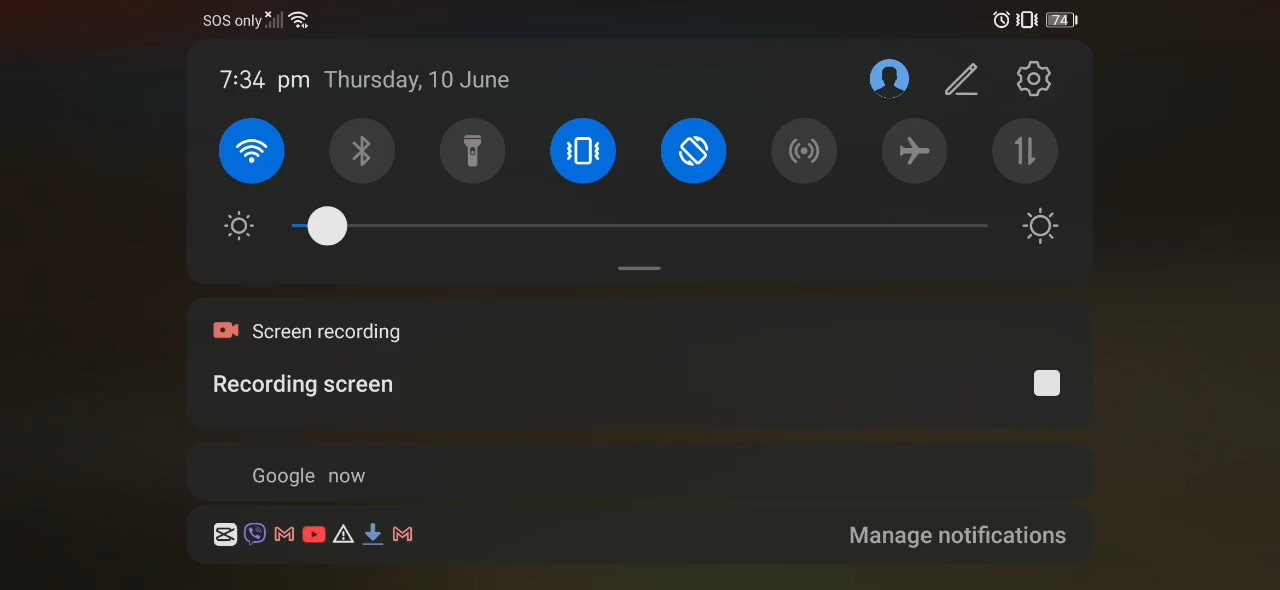 SOS only
74
7:34 pm Thursday, 10 June
Screen recording
Recording screen
Google now
Manage notifications